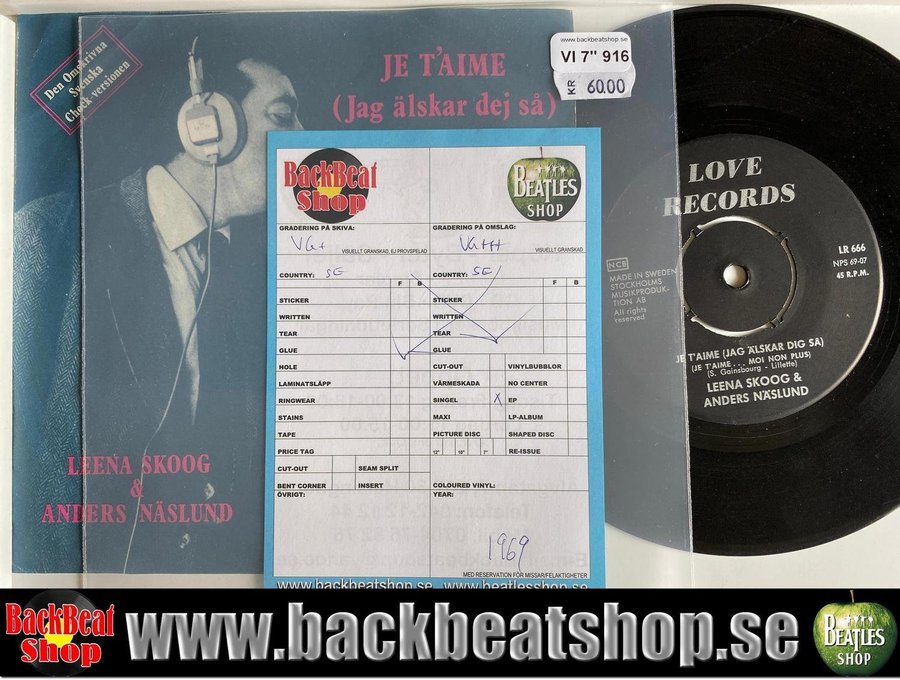 Den Omskrivna
Svenska
Chock-versionen
JE T'AIME
(Jag älskar dej så)
www.backbeatshop.se
VI 7" 916
KR 60.00
LEENA SKOOG
&
ANDERS NÄSLUND
BackBeat
Shop
BEATLES
SHOP
GRADERING PÅ SKIVA:
GRADERING PÅ OMSLAG:
VG+
VG+++
VISUELLT GRANSKAD, EJ PROVSPELAD
VISUELLT GRANSKAD
COUNTRY: SE
COUNTRY: SE
F B
F B
STICKER
STICKER
WRITTEN
WRITTEN
TEAR
TEAR
GLUE
GLUE
HOLE
CUT-OUT
VINYLBUBBLOR
LAMINATSLÄPP
VÄRMESKADA
NO CENTER
RINGWEAR
SINGEL X
EP
STAINS
MAXI
LP-ALBUM
TAPE
PICTURE DISC
SHAPED DISC
PRICE TAG
12" 10" 7"
RE-ISSUE
CUT-OUT
SEAM SPLIT
BENT CORNER
INSERT
COLOURED VINYL:
ÖVRIGT:
YEAR:
1969
MED RESERVATION FÖR MISSAR/FELAKTIGHETER
www.backbeatshop.se www.beatlesshop.se
LOVE
RECORDS
LR 666
NPS 69-07
45 R.P.M.
NCB
MADE IN SWEDEN
STOCKHOLMS
MUSIKPRODUK-
TION AB
All rights
reserved
JE T'AIME (JAG ÄLSKAR DIG SÅ)
(JE T'AIME . . . MOI NON PLUS)
(S. Gainsbourg - Lillette)
LEENA SKOOG &
ANDERS NÄSLUND
BackBeat
Shop
www.backbeatshop.se
BEATLES
SHOP